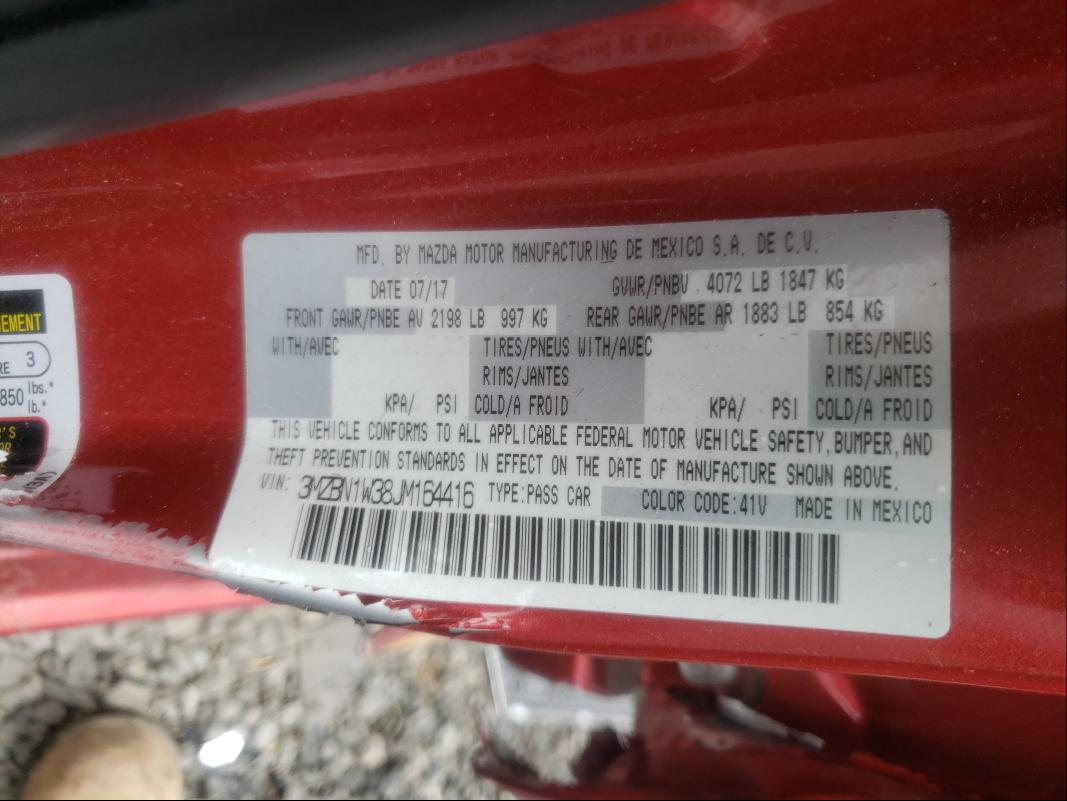 MFD. BY MAZDA MOTOR MANUFACTURING DE MEXICO S.A. DE C.V.
DATE 07/17 GVWR/PNBV 4072 LB 1847 KG
FRONT GAWR/PNBE AV 2198 LB 997 KG REAR GAWR/PNBE AR 1883 LB 854 KG
WITH/AVEC TIRES/PNEUS WITH/AVEC TIRES/PNEUS
RIMS/JANTES RIMS/JANTES
KPA/ PSI COLD/A FROID KPA/ PSI COLD/A FROID
THIS VEHICLE CONFORMS TO ALL APPLICABLE FEDERAL MOTOR VEHICLE SAFETY, BUMPER, AND
THEFT PREVENTION STANDARDS IN EFFECT ON THE DATE OF MANUFACTURE SHOWN ABOVE.
VIN: 3MZBN1W38JM164416 TYPE:PASS CAR COLOR CODE:41V MADE IN MEXICO
EMENT
RE 3
850 lbs.*
lb.*
'S
OR